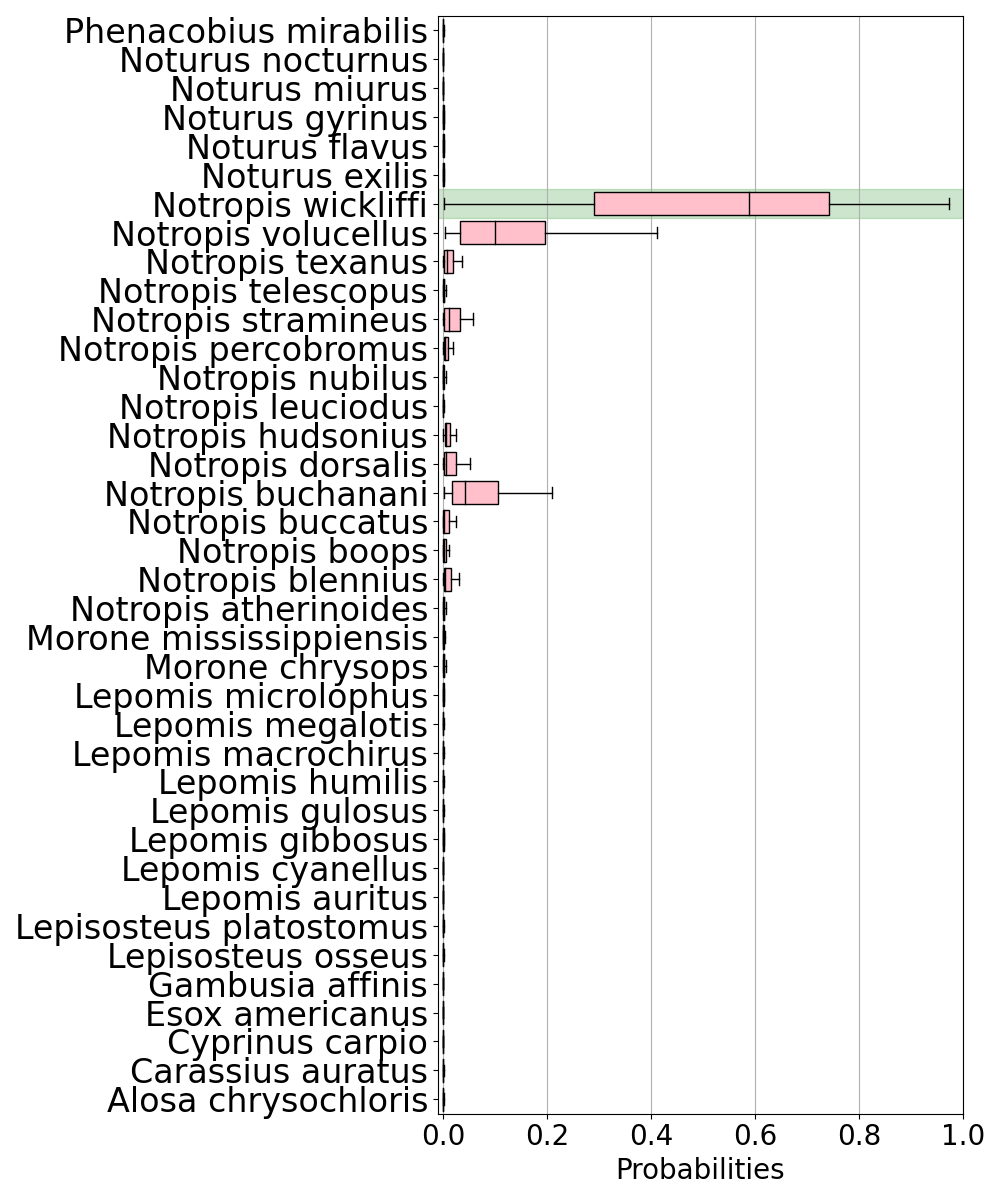 Phenacobius mirabilis
Noturus nocturnus
Noturus miurus
Noturus gyrinus
Noturus flavus
Noturus exilis
Notropis wickliffi
Notropis volucellus
Notropis texanus
Notropis telescopus
Notropis stramineus
Notropis percobromus
Notropis nubilus
Notropis leuciodus
Notropis hudsonius
Notropis dorsalis
Notropis buchanani
Notropis buccatus
Notropis boops
Notropis blennius
Notropis atherinoides
Morone mississippiensis
Morone chrysops
Lepomis microlophus
Lepomis megalotis
Lepomis macrochirus
Lepomis humilis
Lepomis gulosus
Lepomis gibbosus
Lepomis cyanellus
Lepomis auritus
Lepisosteus platostomus
Lepisosteus osseus
Gambusia affinis
Esox americanus
Cyprinus carpio
Carassius auratus
Alosa chrysochloris
0.0 0.2 0.4 0.6 0.8 1.0
Probabilities